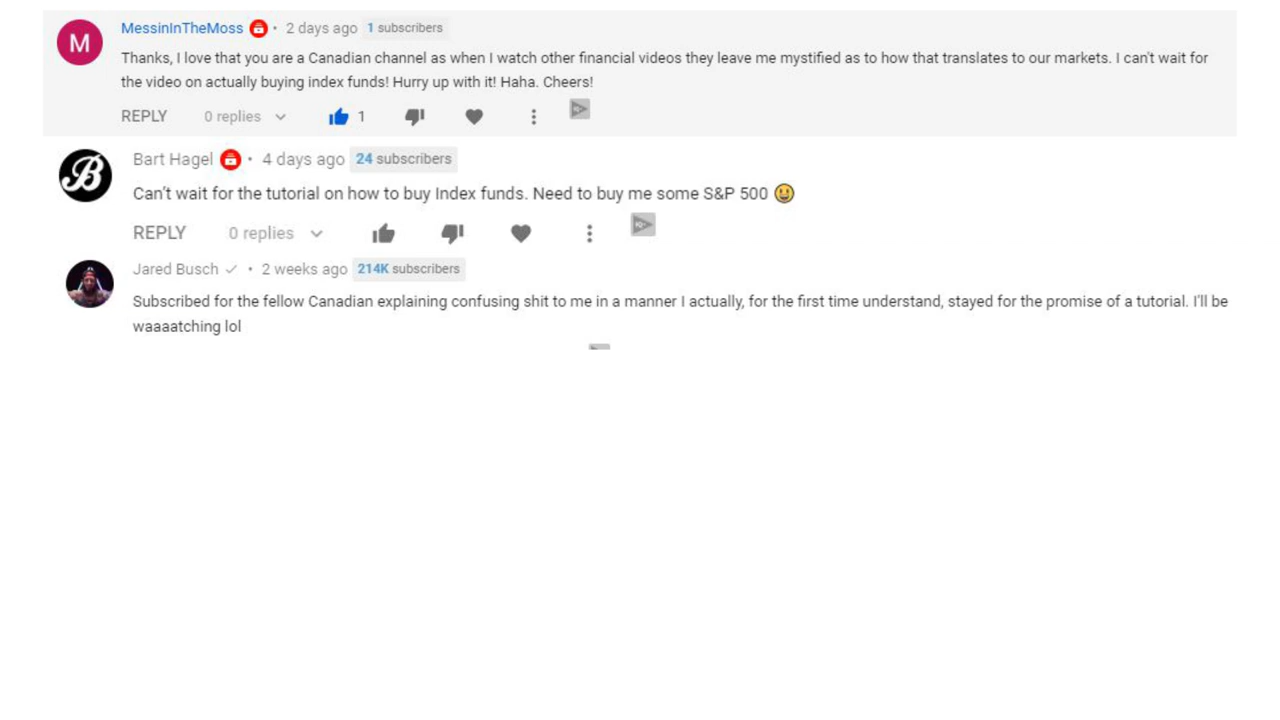 M
MessinInTheMoss • 2 days ago 1 subscribers
Thanks, I love that you are a Canadian channel as when I watch other financial videos they leave me mystified as to how that translates to our markets. I can't wait for
the video on actually buying index funds! Hurry up with it! Haha. Cheers!
REPLY 0 replies 1
B
Bart Hagel • 4 days ago 24 subscribers
Can't wait for the tutorial on how to buy Index funds. Need to buy me some S&P 500 😃
REPLY 0 replies
Jared Busch ✓ • 2 weeks ago 214K subscribers
Subscribed for the fellow Canadian explaining confusing shit to me in a manner I actually, for the first time understand, stayed for the promise of a tutorial. I'll be
waaaatching lol